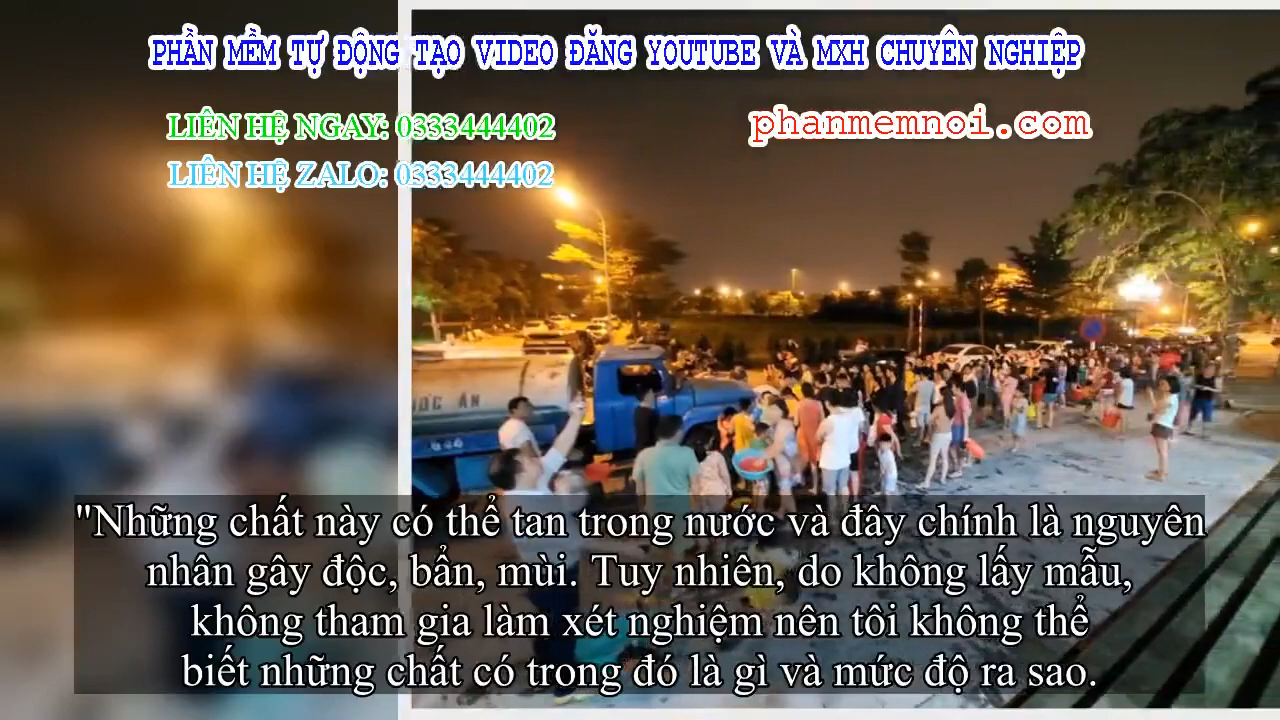 PHẦN MỀM TỰ ĐỘNG TẠO VIDEO ĐĂNG YOUTUBE VÀ MXH CHUYÊN NGHIỆP
LIÊN HỆ NGAY: 0333444402
phanmemnoi.com
LIÊN HỆ ZALO: 0333444402
"Những chất này có thể tan trong nước và đây chính là nguyên
nhân gây độc, bẩn, mùi. Tuy nhiên, do không lấy mẫu,
không tham gia làm xét nghiệm nên tôi không thể
biết những chất có trong đó là gì và mức độ ra sao.